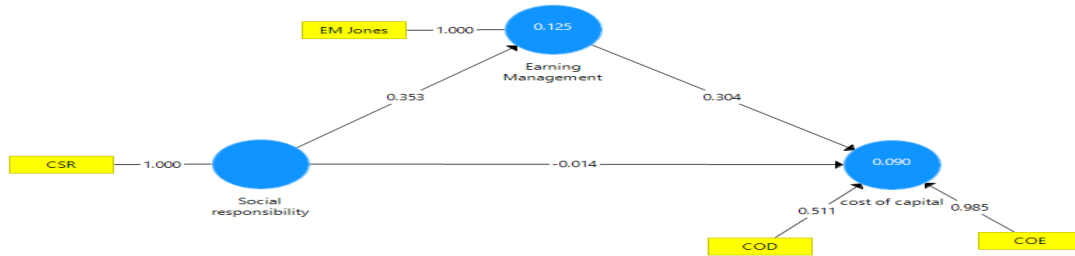 EM Jones
1.000
0.125
Earning
Management
0.353
0.304
CSR
1.000
-0.014
0.090
Social
responsibility
cost of capital
0.511
0.985
COD
COE